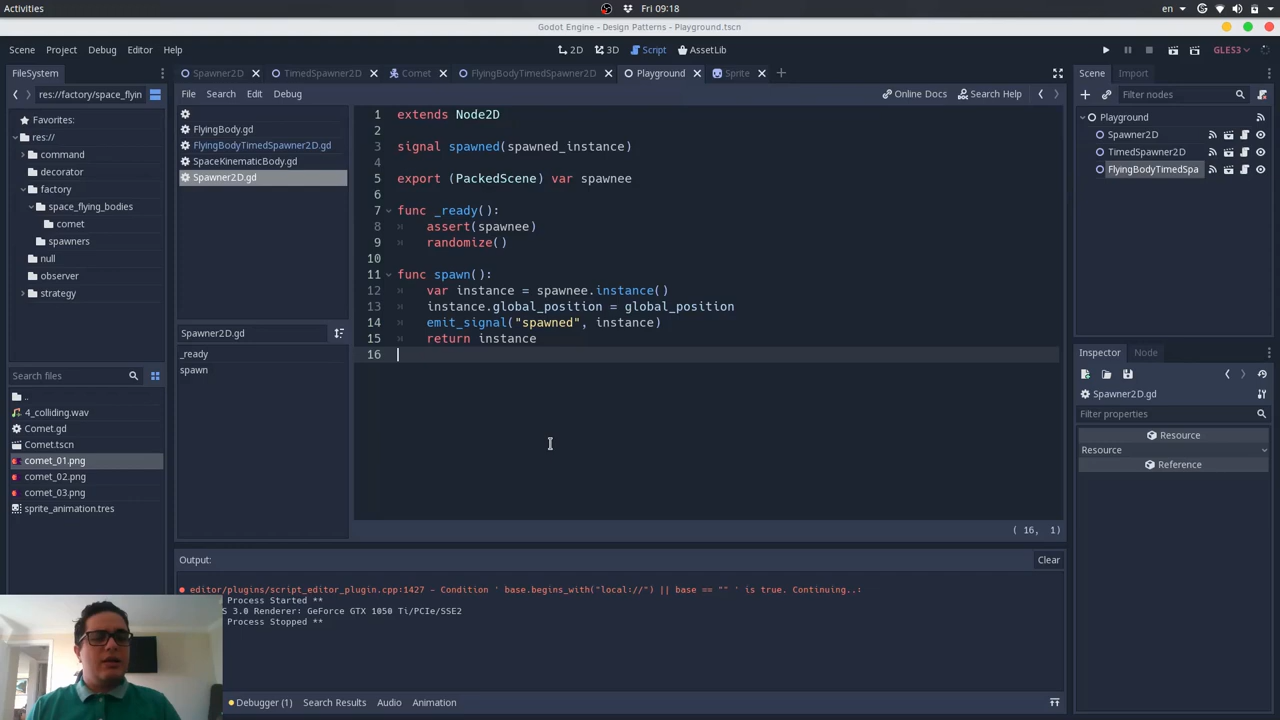 Activities
Fri 09:18
en
Godot Engine - Design Patterns - Playground.tscn
Scene Project Debug Editor Help
2D 3D Script AssetLib
GLES3
FileSystem
Spawner2D TimedSpawner2D Comet FlyingBodyTimedSpawner2D Playground Sprite
Scene Import
res://factory/space_flyin
File Search Edit Debug
Online Docs Search Help
Filter nodes
Favorites:
res://
command
decorator
factory
space_flying_bodies
comet
spawners
null
observer
strategy
Search files
..
4_colliding.wav
Comet.gd
Comet.tscn
comet_01.png
comet_02.png
comet_03.png
sprite_animation.tres
FlyingBody.gd
FlyingBodyTimedSpawner2D.gd
SpaceKinematicBody.gd
Spawner2D.gd
Spawner2D.gd
_ready
spawn
1 extends Node2D
2
3 signal spawned(spawned_instance)
4
5 export (PackedScene) var spawnee
6
7 func _ready():
8 assert(spawnee)
9 randomize()
10
11 func spawn():
12 var instance = spawnee.instance()
13 instance.global_position = global_position
14 emit_signal("spawned", instance)
15 return instance
16
( 16, 1)
Playground
Spawner2D
TimedSpawner2D
FlyingBodyTimedSpa
Inspector Node
Spawner2D.gd
Filter properties
Resource
Resource
Reference
Output:
Clear
editor/plugins/script_editor_plugin.cpp:1427 - Condition ' base.begins_with("local://") || base == "" ' is true. Continuing..:
Process Started **
S 3.0 Renderer: GeForce GTX 1050 Ti/PCIe/SSE2
Process Stopped **
Debugger (1) Search Results Audio Animation